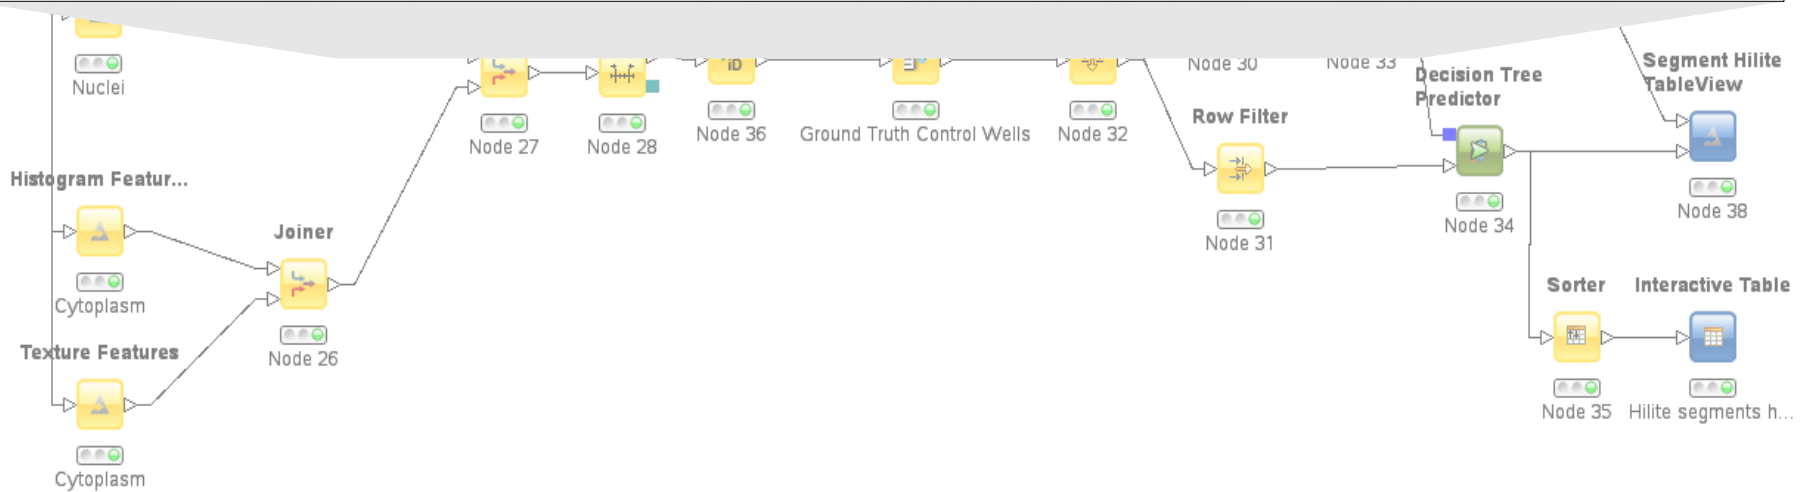 Nuclei
Node 27
Node 28
Node 36
Ground Truth Control Wells
Node 32
Node 30
Node 33
Decision Tree
Predictor
Segment Hilite
TableView
Row Filter
Node 31
Node 34
Node 38
Histogram Featur...
Cytoplasm
Joiner
Node 26
Texture Features
Cytoplasm
Sorter
Node 35
Interactive Table
Hilite segments h...